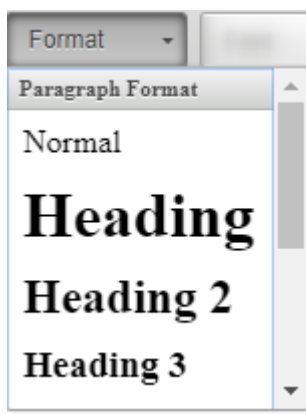 Format
Paragraph Format
Normal
Heading
Heading 2
Heading 3